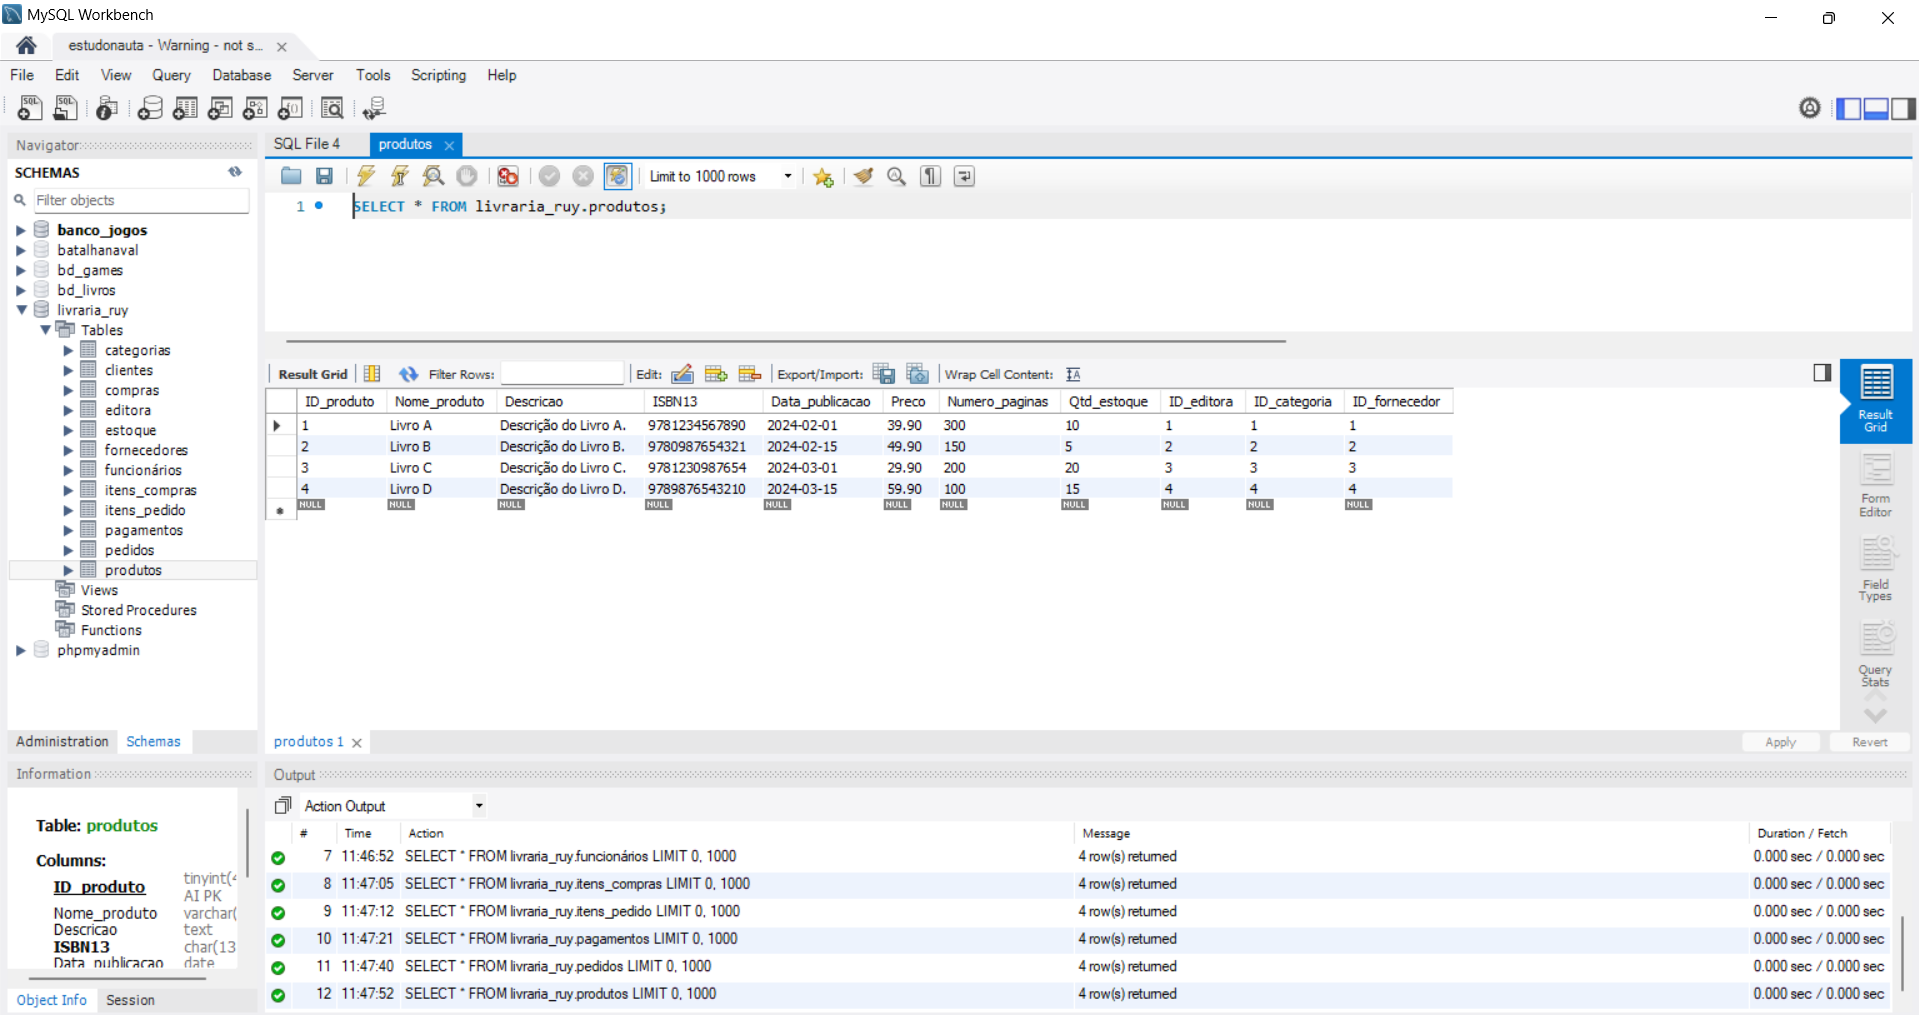 MySQL Workbench
estudonauta - Warning - not s...
File Edit View Query Database Server Tools Scripting Help
Navigator
SCHEMAS
Filter objects
banco_jogos
batalhanaval
bd_games
bd_livros
livraria_ruy
Tables
categorias
clientes
compras
editora
estoque
fornecedores
funcionários
itens_compras
itens_pedido
pagamentos
pedidos
produtos
Views
Stored Procedures
Functions
phpmyadmin
Administration Schemas
Information
Table: produtos
Columns:
ID_produto tinyint(4
AI PK
Nome_produto varchar(
Descricao text
ISBN13 char(13
Data_publicacao date
Object Info Session
SQL File 4 produtos
Limit to 1000 rows
1 SELECT * FROM livraria_ruy.produtos;
Result Grid Filter Rows: Edit: Export/Import: Wrap Cell Content:
ID_produto Nome_produto Descricao ISBN13 Data_publicacao Preco Numero_paginas Qtd_estoque ID_editora ID_categoria ID_fornecedor
1 Livro A Descrição do Livro A. 9781234567890 2024-02-01 39.90 300 10 1 1 1
2 Livro B Descrição do Livro B. 9780987654321 2024-02-15 49.90 150 5 2 2 2
3 Livro C Descrição do Livro C. 9781230987654 2024-03-01 29.90 200 20 3 3 3
4 Livro D Descrição do Livro D. 9789876543210 2024-03-15 59.90 100 15 4 4 4
NULL NULL NULL NULL NULL NULL NULL NULL NULL NULL NULL
Result Grid
Form Editor
Field Types
Query Stats
produtos 1
Apply Revert
Output
Action Output
# Time Action Message Duration / Fetch
7 11:46:52 SELECT * FROM livraria_ruy.funcionários LIMIT 0, 1000 4 row(s) returned 0.000 sec / 0.000 sec
8 11:47:05 SELECT * FROM livraria_ruy.itens_compras LIMIT 0, 1000 4 row(s) returned 0.000 sec / 0.000 sec
9 11:47:12 SELECT * FROM livraria_ruy.itens_pedido LIMIT 0, 1000 4 row(s) returned 0.000 sec / 0.000 sec
10 11:47:21 SELECT * FROM livraria_ruy.pagamentos LIMIT 0, 1000 4 row(s) returned 0.000 sec / 0.000 sec
11 11:47:40 SELECT * FROM livraria_ruy.pedidos LIMIT 0, 1000 4 row(s) returned 0.000 sec / 0.000 sec
12 11:47:52 SELECT * FROM livraria_ruy.produtos LIMIT 0, 1000 4 row(s) returned 0.000 sec / 0.000 sec